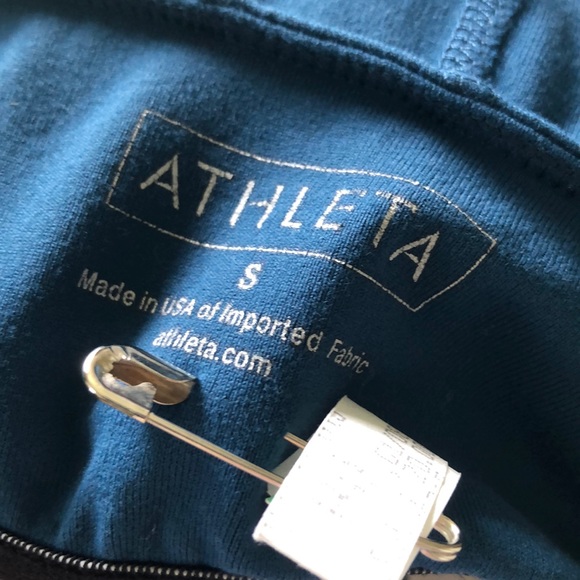 ATHLETA
S
Made in USA of Imported Fabric
athleta.com